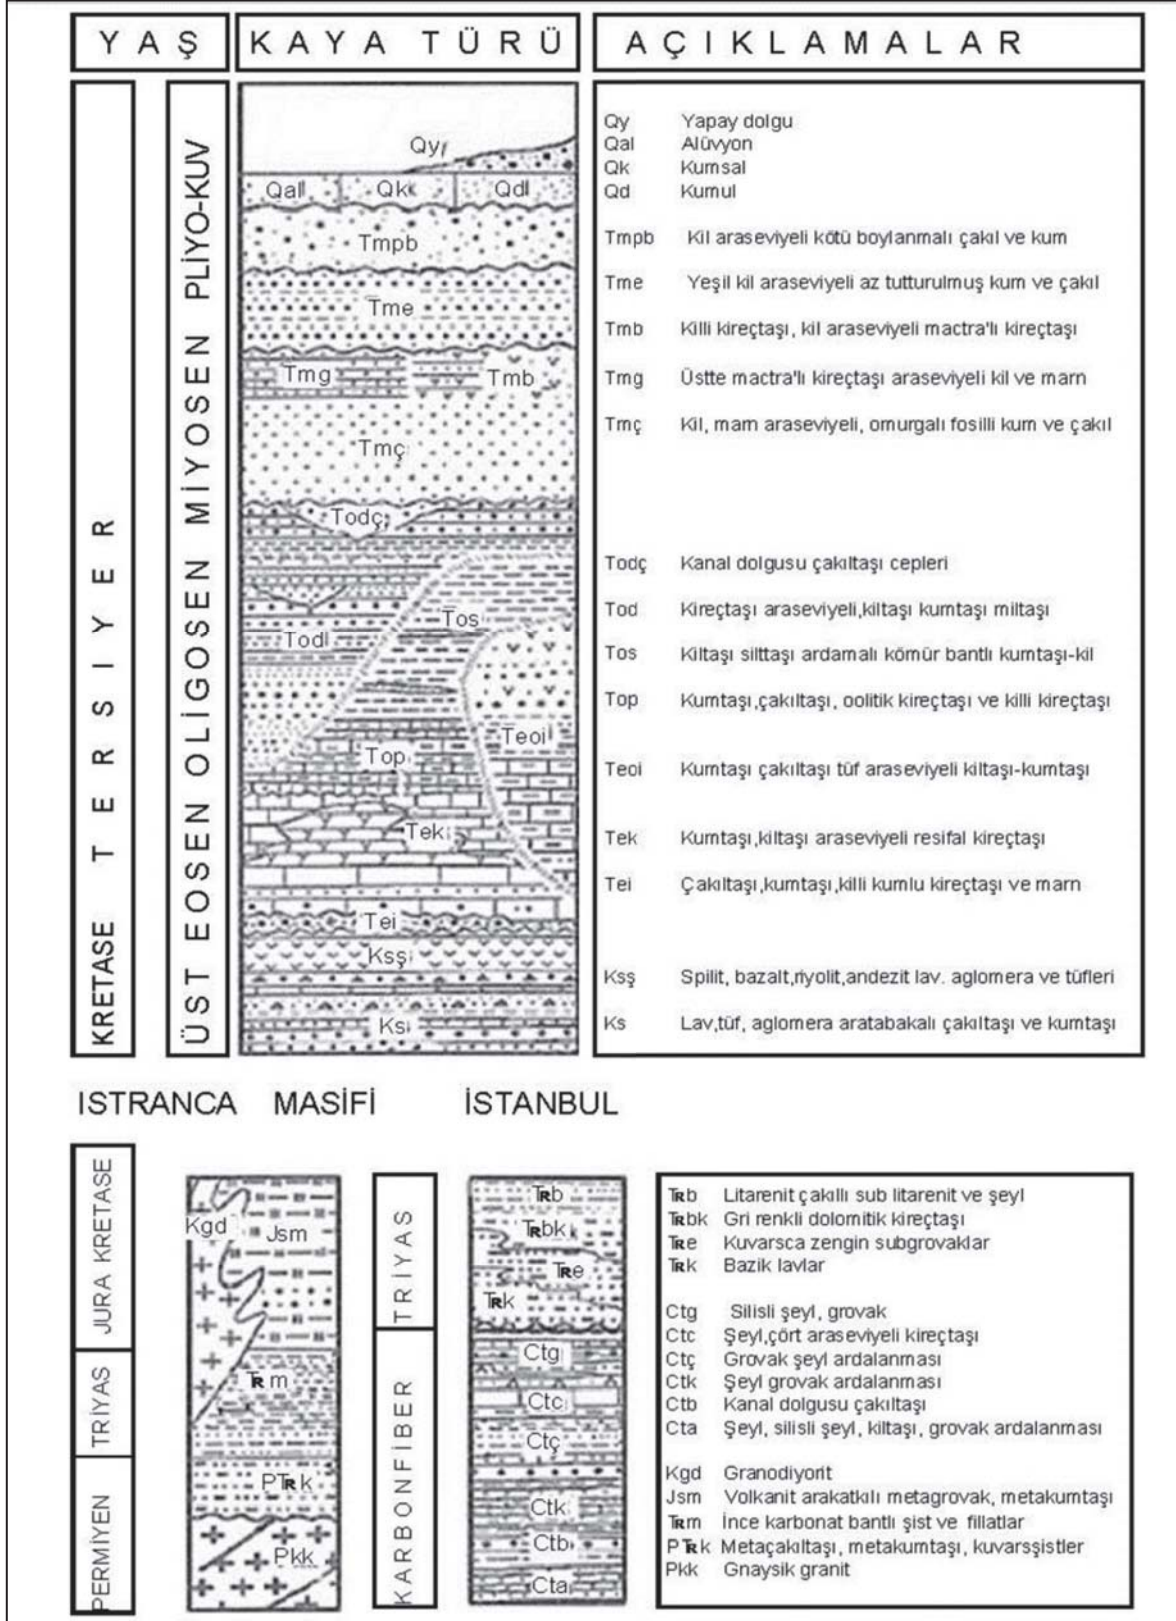 YAŞ
KAYA TÜRÜ
AÇIKLAMALAR
KRETASE TERSIYER
ÜST EOSEN OLİGOSEN MİYOSEN PLİYO-KUV
Qy
Qal
Qk
Qd
Tmpb
Tme
Tmg
Tmb
Tmç
Todç
Tos
Tod
Teoi
Top
Tek
Tei
Ksş
Ks
Qy Yapay dolgu
Qal Alüvyon
Qk Kumsal
Qd Kumul
Tmpb Kil araseviyeli kötü boylanmalı çakıl ve kum
Tme Yeşil kil araseviyeli az tutturulmuş kum ve çakıl
Tmb Killi kireçtaşı, kil araseviyeli mactra'lı kireçtaşı
Tmg Üstte mactra'lı kireçtaşı araseviyeli kil ve marn
Tmç Kil, marn araseviyeli, omurgalı fosilli kum ve çakıl
Todç Kanal dolgusu çakıltaşı cepleri
Tod Kireçtaşı araseviyeli,kiltaşı kumtaşı miltaşı
Tos Kiltaşı silttaşı ardamalı kömür bantlı kumtaşı-kil
Top Kumtaşı,çakıltaşı, oolitik kireçtaşı ve killi kireçtaşı
Teoi Kumtaşı çakıltaşı tüf araseviyeli kiltaşı-kumtaşı
Tek Kumtaşı,kiltaşı araseviyeli resifal kireçtaşı
Tei Çakıltaşı,kumtaşı,killi kumlu kireçtaşı ve marn
Ksş Spilit, bazalt,riyolit,andezit lav. aglomera ve tüfleri
Ks Lav,tüf, aglomera aratabakalı çakıltaşı ve kumtaşı
ISTRANCA MASİFİ
İSTANBUL
JURA KRETASE
TRİYAS
PERMİYEN
Kgd
Jsm
TRm
PTRk
Pkk
TRİYAS
KARBONFİBER
TRb
TRbk
TRe
TRk
Ctg
Ctc
Ctç
Ctk
Ctb
Cta
TRb Litarenit çakıllı sub litarenit ve şeyl
TRbk Gri renkli dolomitik kireçtaşı
TRe Kuvarsca zengin subgrovaklar
TRk Bazik lavlar
Ctg Silisli şeyl, grovak
Ctc Şeyl,çört araseviyeli kireçtaşı
Ctç Grovak şeyl ardalanması
Ctk Şeyl grovak ardalanması
Ctb Kanal dolgusu çakıltaşı
Cta Şeyl, silisli şeyl, kiltaşı, grovak ardalanması
Kgd Granodiyorit
Jsm Volkanit arakatkılı metagrovak, metakumtaşı
TRm İnce karbonat bantlı şist ve fillatlar
PTRk Metaçakıltaşı, metakumtaşı, kuvarsşistler
Pkk Gnaysik granit